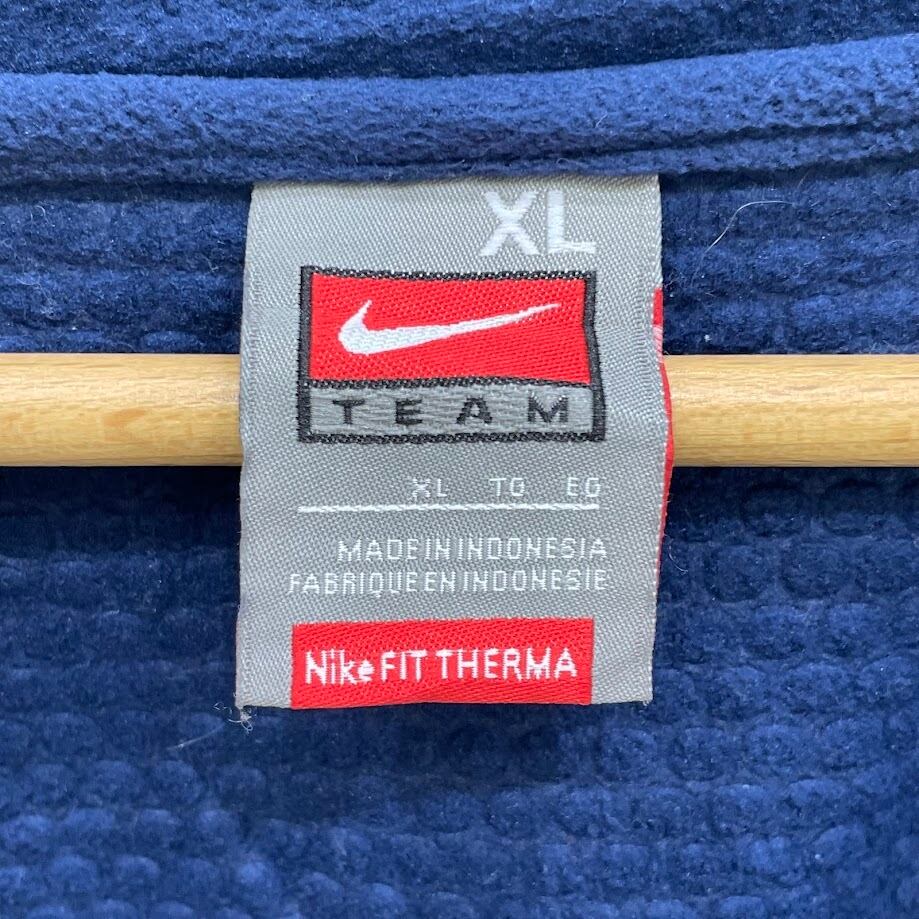 XL
TEAM
XL TG EG
MADE IN INDONESIA
FABRIQUE EN INDONESIE
Nike FIT THERMA